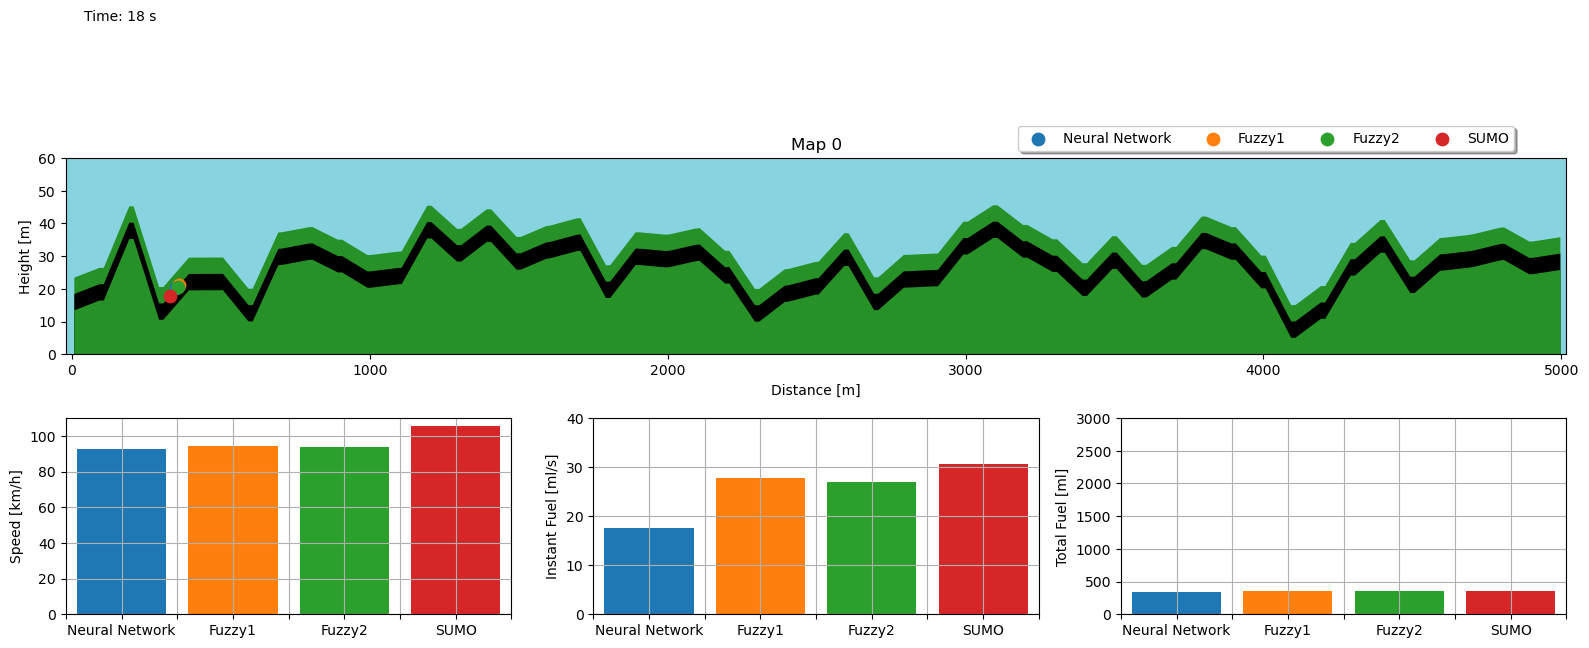 Time: 18 s
Map 0
Neural Network Fuzzy1 Fuzzy2 SUMO
Height [m]
60
50
40
30
20
10
0
0 1000 2000 3000 4000 5000
Distance [m]
Speed [km/h]
100
80
60
40
20
0
Neural Network Fuzzy1 Fuzzy2 SUMO
Instant Fuel [ml/s]
40
30
20
10
0
Neural Network Fuzzy1 Fuzzy2 SUMO
Total Fuel [ml]
3000
2500
2000
1500
1000
500
0
Neural Network Fuzzy1 Fuzzy2 SUMO